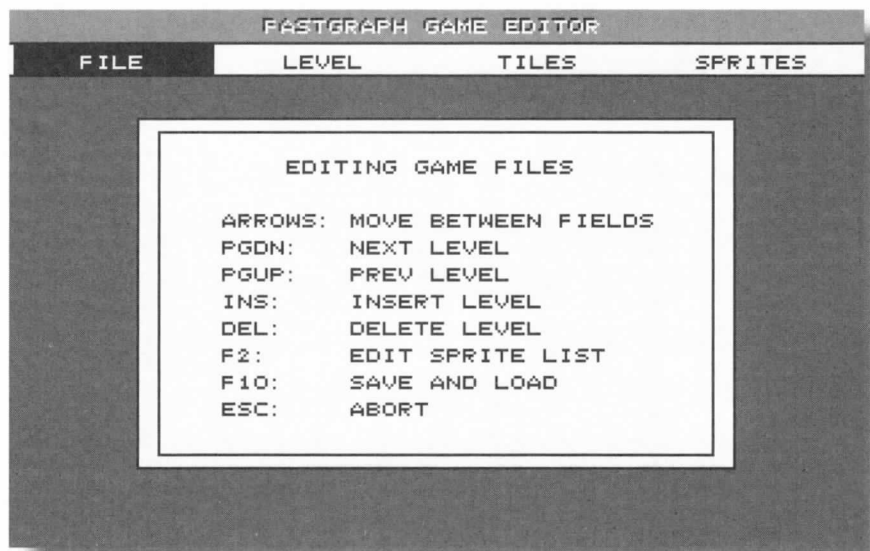 FASTGRAPH GAME EDITOR
FILE LEVEL TILES SPRITES
EDITING GAME FILES
ARROWS: MOVE BETWEEN FIELDS
PGDN: NEXT LEVEL
PGUP: PREV LEVEL
INS: INSERT LEVEL
DEL: DELETE LEVEL
F2: EDIT SPRITE LIST
F10: SAVE AND LOAD
ESC: ABORT